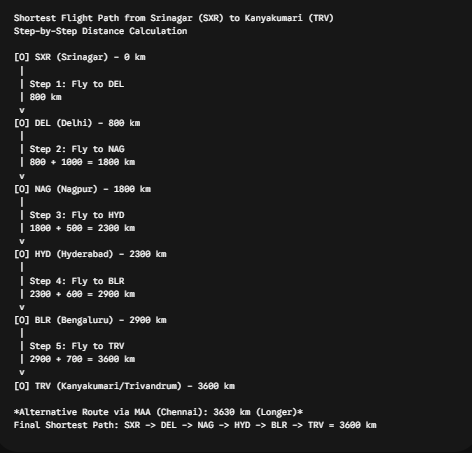 Shortest Flight Path from Srinagar (SXR) to Kanyakumari (TRV)
Step-by-Step Distance Calculation
[O] SXR (Srinagar) - 0 km
|
| Step 1: Fly to DEL
| 800 km
v
[O] DEL (Delhi) - 800 km
|
| Step 2: Fly to NAG
| 800 + 1000 = 1800 km
v
[O] NAG (Nagpur) - 1800 km
|
| Step 3: Fly to HYD
| 1800 + 500 = 2300 km
v
[O] HYD (Hyderabad) - 2300 km
|
| Step 4: Fly to BLR
| 2300 + 600 = 2900 km
v
[O] BLR (Bengaluru) - 2900 km
|
| Step 5: Fly to TRV
| 2900 + 700 = 3600 km
v
[O] TRV (Kanyakumari/Trivandrum) - 3600 km
*Alternative Route via MAA (Chennai): 3630 km (Longer)*
Final Shortest Path: SXR -> DEL -> NAG -> HYD -> BLR -> TRV = 3600 km